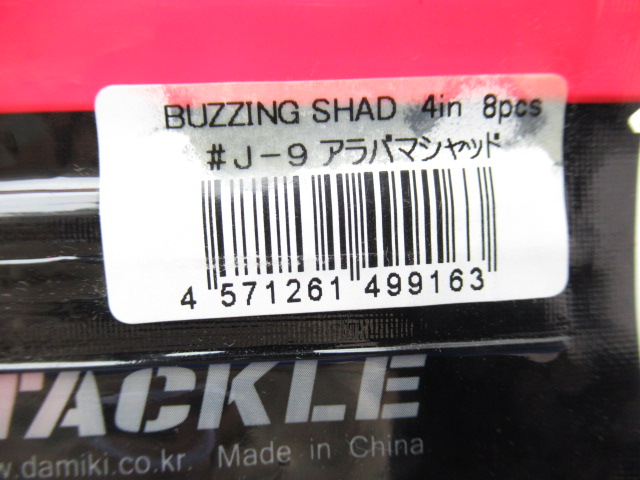 BUZZING SHAD 4in 8pcs
#J-9 アラバマシャッド
4 571261 499163
TACKLE
w.damiki.co.kr. Made in China